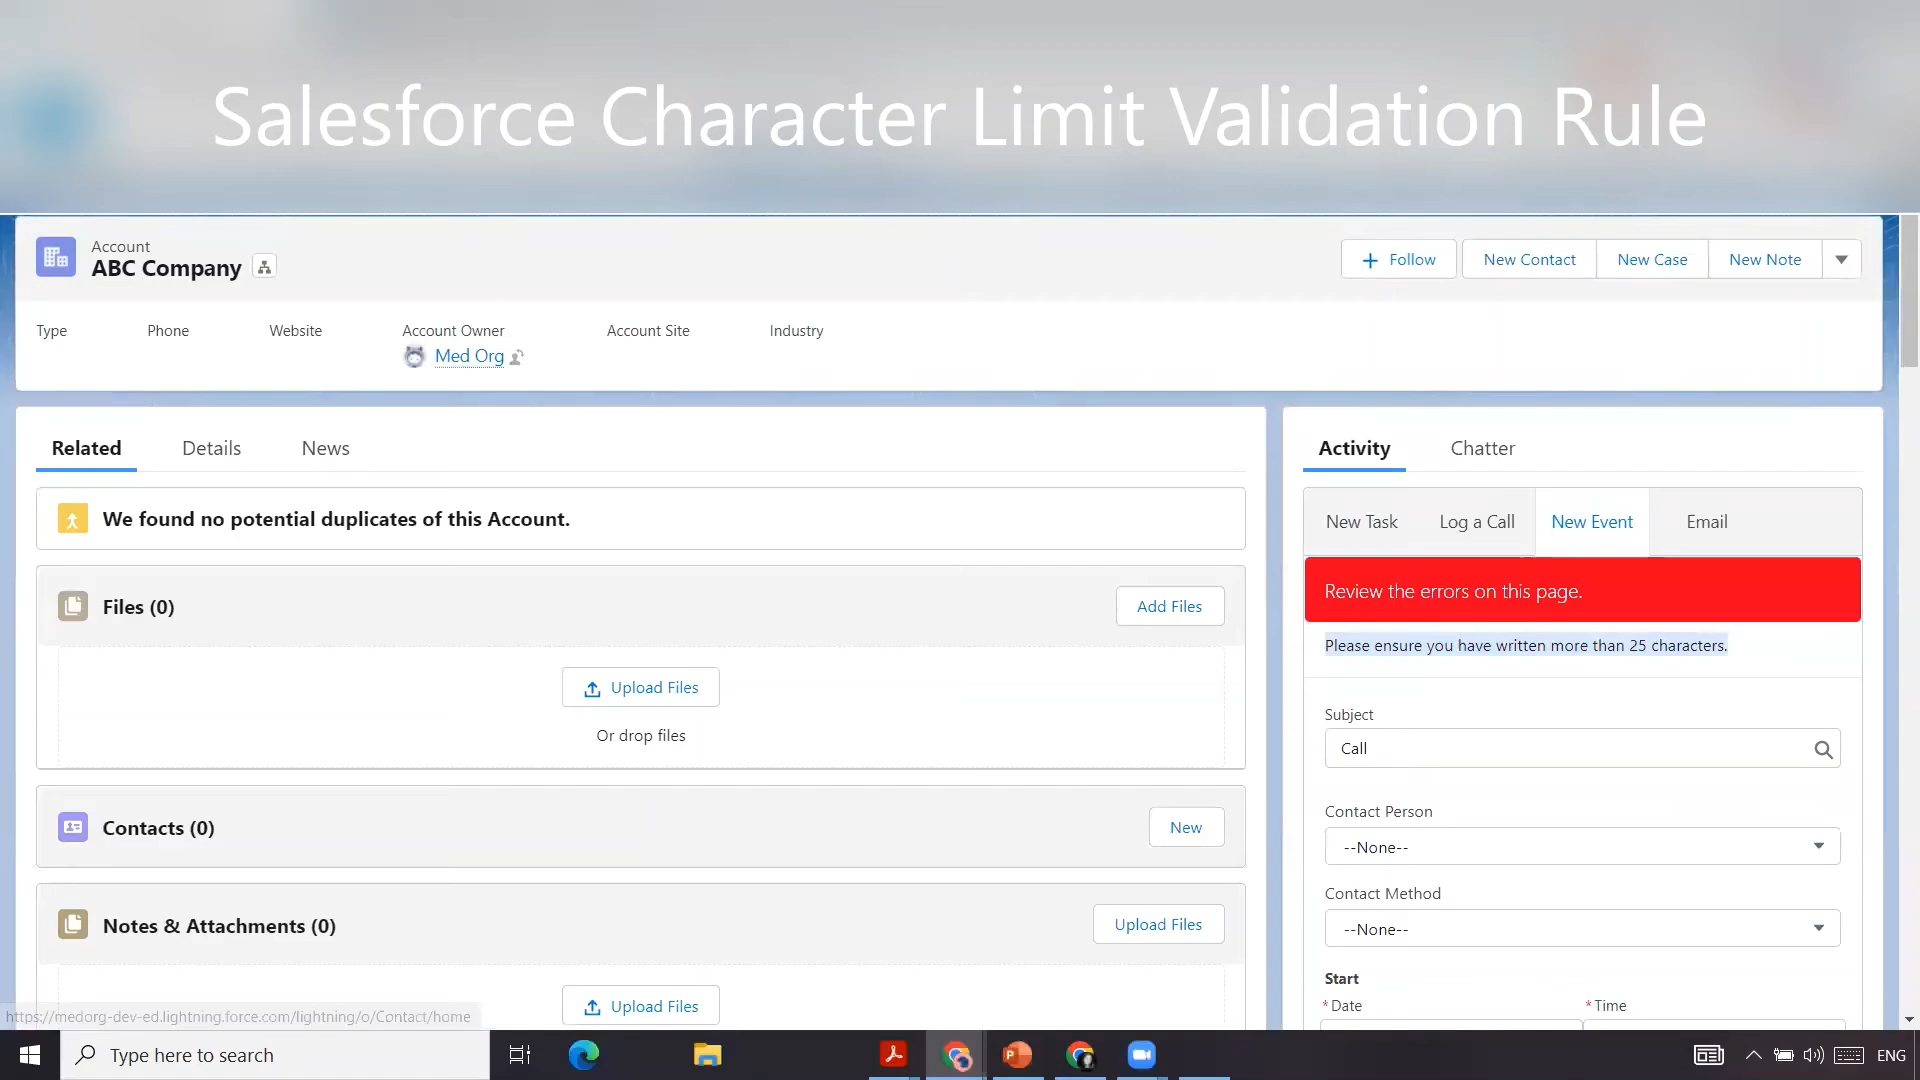 Salesforce Character Limit Validation Rule
Account
ABC Company
Follow
New Contact
New Case
New Note
Type
Phone
Website
Account Owner
Account Site
Industry
Med Org
Related
Details
News
We found no potential duplicates of this Account.
Files (0)
Add Files
Upload Files
Or drop files
Contacts (0)
New
Notes & Attachments (0)
Upload Files
Upload Files
Activity
Chatter
New Task
Log a Call
New Event
Email
Review the errors on this page.
Please ensure you have written more than 25 characters.
Subject
Call
Contact Person
--None--
Contact Method
--None--
Start
*Date
*Time
https://medorg-dev-ed.lightning.force.com/lightning/o/Contact/home
Type here to search
ENG